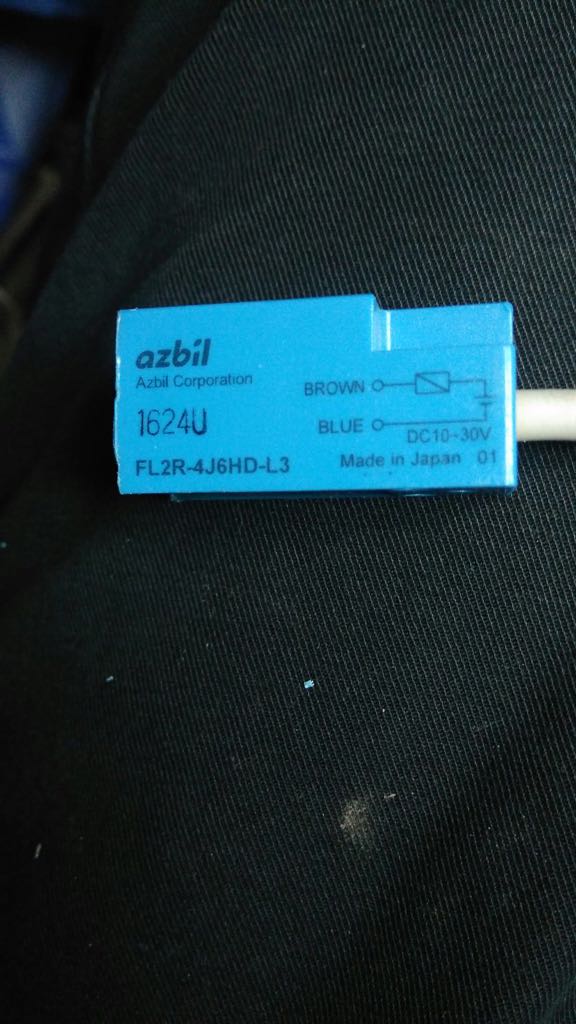 azbil
Azbil Corporation
1624U
FL2R-4J6HD-L3
BROWN
BLUE
DC10-30V
Made in Japan 01